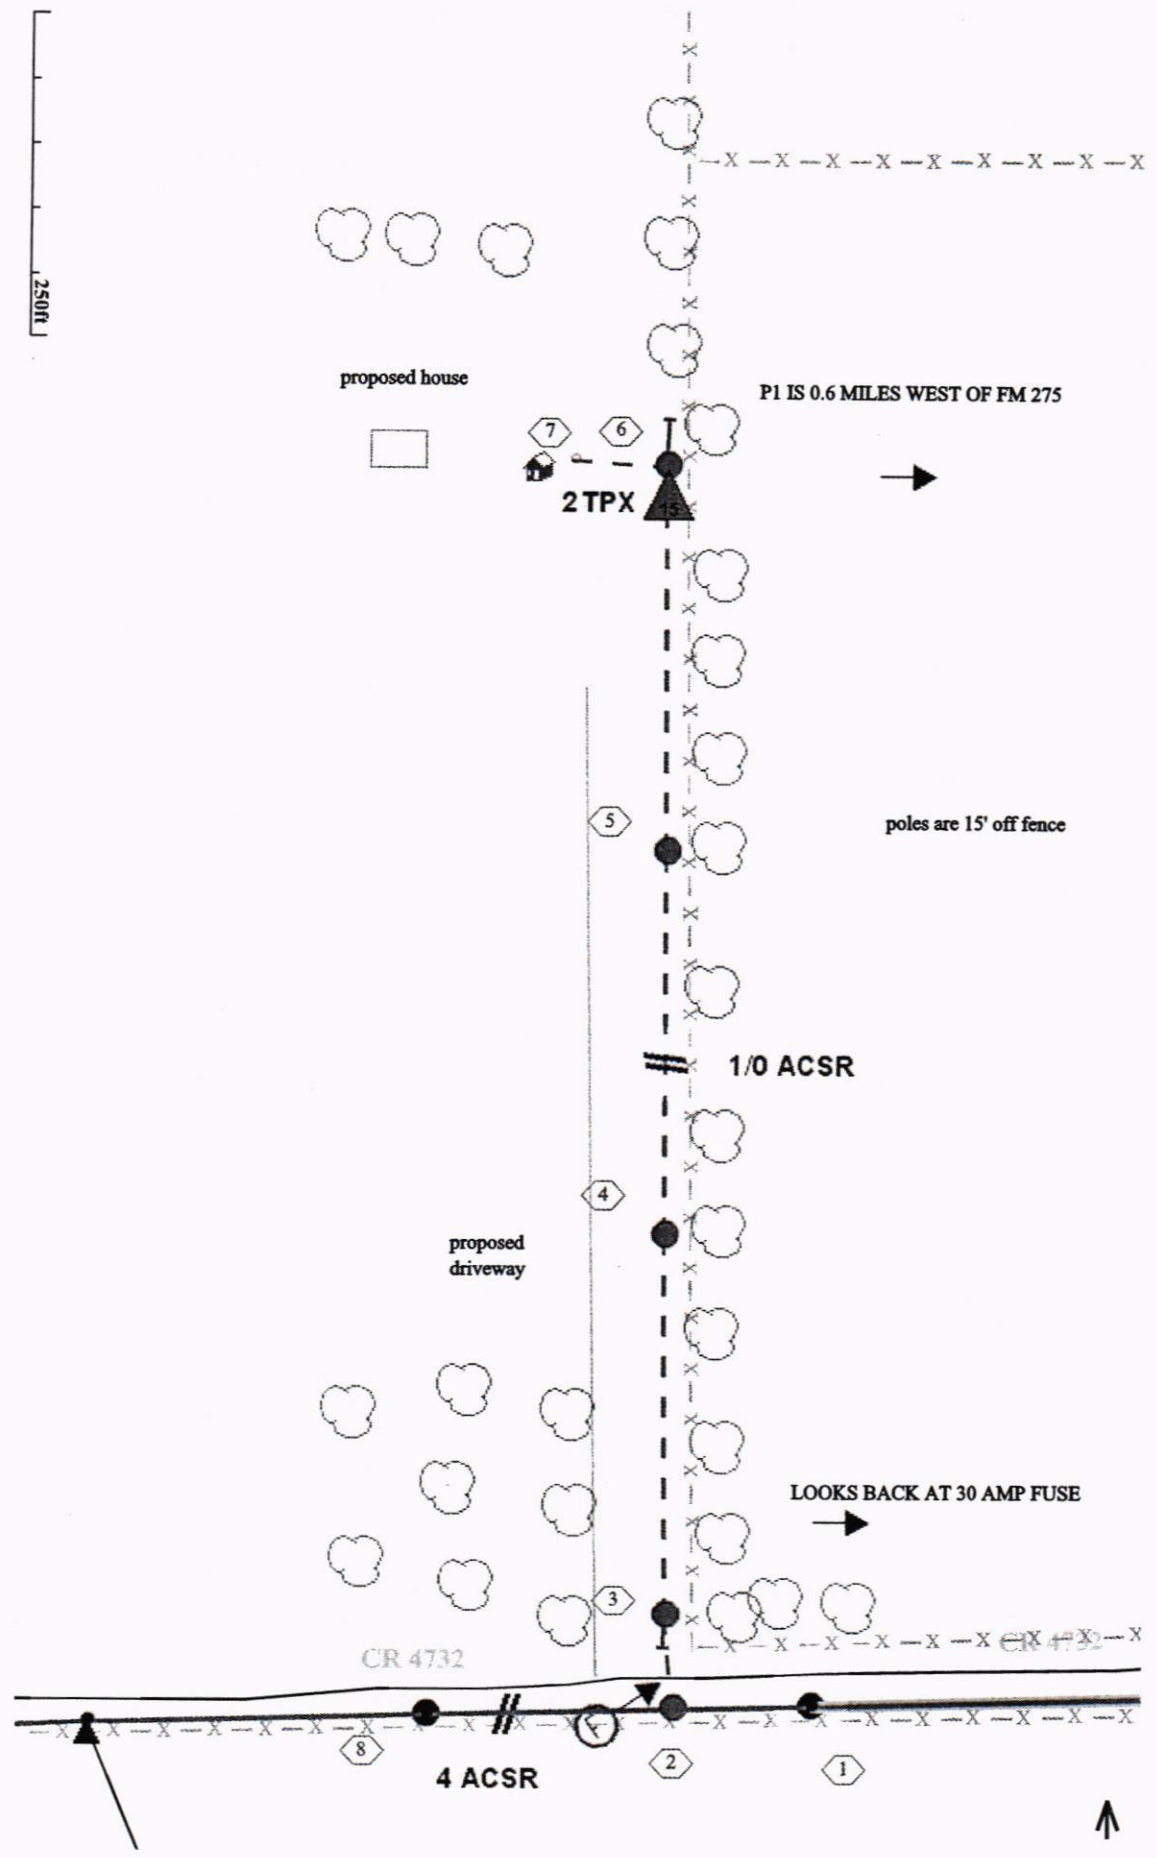 250ft
proposed house
P1 IS 0.6 MILES WEST OF FM 275
7
6
2 TPX
15
5
poles are 15' off fence
1/0 ACSR
4
proposed
driveway
LOOKS BACK AT 30 AMP FUSE
3
CR 4732
CR 4732
8
2
1
4 ACSR